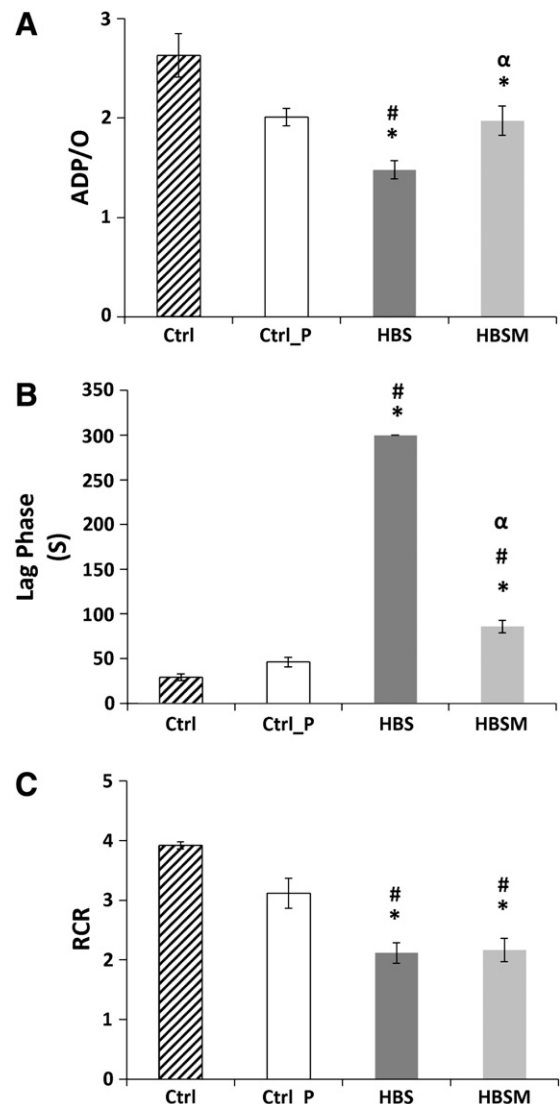 A
3
2
1
0
ADP/O
#
*
α
*
Ctrl
Ctrl_P
HBS
HBSM
B
350
300
250
200
150
100
50
0
Lag Phase
(S)
#
*
α
#
*
Ctrl
Ctrl_P
HBS
HBSM
C
5
4
3
2
1
0
RCR
#
*
#
*
Ctrl
Ctrl_P
HBS
HBSM